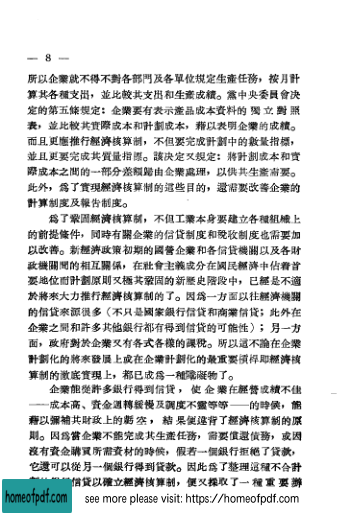 — 8 —
所以企業就不得不對各部門及各單位規定生產任務，按月計
算其各種支出，並比較其支出和生產成績。黨中央委員會決
定的第五條規定：企業要有表示產品成本資料的獨立對照
表，並比較其實際成本和計劃成本，藉以表明企業的成績。
而且更應推行經濟核算制，不但要完成計劃中的數量指標，
並且更要完成其質量指標。該決定又規定：將計劃成本和實
際成本之間的一部分差額歸由企業處理，以供其生產需要。
此外，爲了實現經濟核算制的這些目的，還需要改善企業的
計算制度及報告制度。
爲了鞏固經濟核算制，不但工業本身要建立各種組織上
的前提條件，同時有關企業的信貸制度和稅收制度也需要加
以改善。新經濟政策初期的國營企業和各信貸機關以及各財
政機關間的相互關係，在社會主義成分在國民經濟中佔着首
要地位而計劃原則又極其鞏固的新歷史階段中，已經是不適
於將來大力推行經濟核算制的了。因爲一方面以往經濟機關
的信貸來源很多（不只是國家銀行信貸和商業信貸；此外在
企業之間和許多其他銀行都有得到信貸的可能性）；另一方
面，政府對於企業又有各式各樣的課稅。所以這不論在企業
計劃化的將來發展上或在企業計劃化的最重要槓桿即經濟核
算制的徹底實現上，都已成爲一種障礙物了。
企業能從許多銀行得到信貸，使企業在經營成績不佳
——成本高、資金週轉緩慢及調度不靈等等——的時候，能
藉以彌補其財政上的虧空，結果便違背了經濟核算制的原
則。因爲當企業不能完成其生產任務，需要償還債務，或因
沒有資金購買所需資材的時候，假若一個銀行拒絕了貸款，
它還可以從另一個銀行得到貸款。因此爲了整理這種不合計
信貸以確立經濟核算制，便又採取了一種重要辦
homeofpdf.com
see more please visit: https://homeofpdf.com